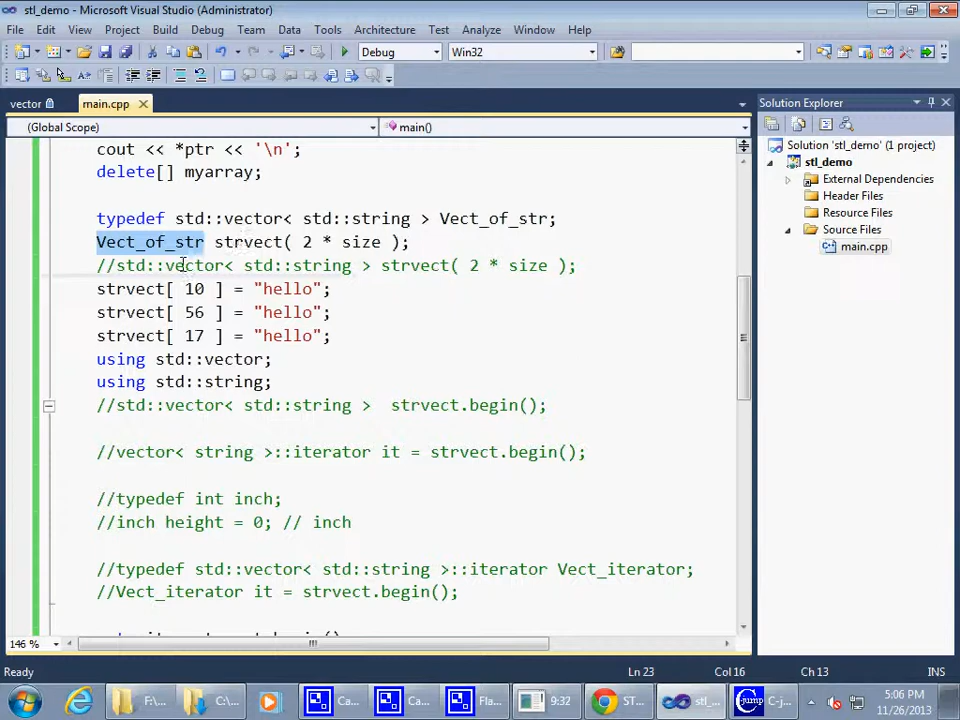 stl_demo - Microsoft Visual Studio (Administrator)
File Edit View Project Build Debug Team Data Tools Architecture Test Analyze Window Help
Debug Win32
vector main.cpp
Solution Explorer
(Global Scope) main()
cout << *ptr << '\n';
delete[] myarray;
typedef std::vector< std::string > Vect_of_str;
Vect_of_str strvect( 2 * size );
//std::vector< std::string > strvect( 2 * size );
strvect[ 10 ] = "hello";
strvect[ 56 ] = "hello";
strvect[ 17 ] = "hello";
using std::vector;
using std::string;
//std::vector< std::string >  strvect.begin();
//vector< string >::iterator it = strvect.begin();
//typedef int inch;
//inch height = 0; // inch
//typedef std::vector< std::string >::iterator Vect_iterator;
//Vect_iterator it = strvect.begin();
Solution 'stl_demo' (1 project)
stl_demo
External Dependencies
Header Files
Resource Files
Source Files
main.cpp
146 %
Ready Ln 23 Col 16 Ch 13 INS
F:\... C:\... Ca... Ca... Fla... 9:32 ST... stl_... C-j...
5:06 PM
11/26/2013